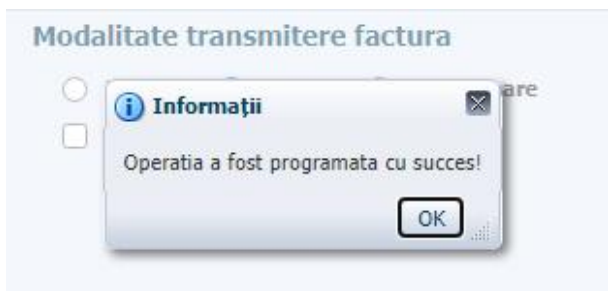 Modalitate transmitere factura
Informații
Operatia a fost programata cu succes!
OK